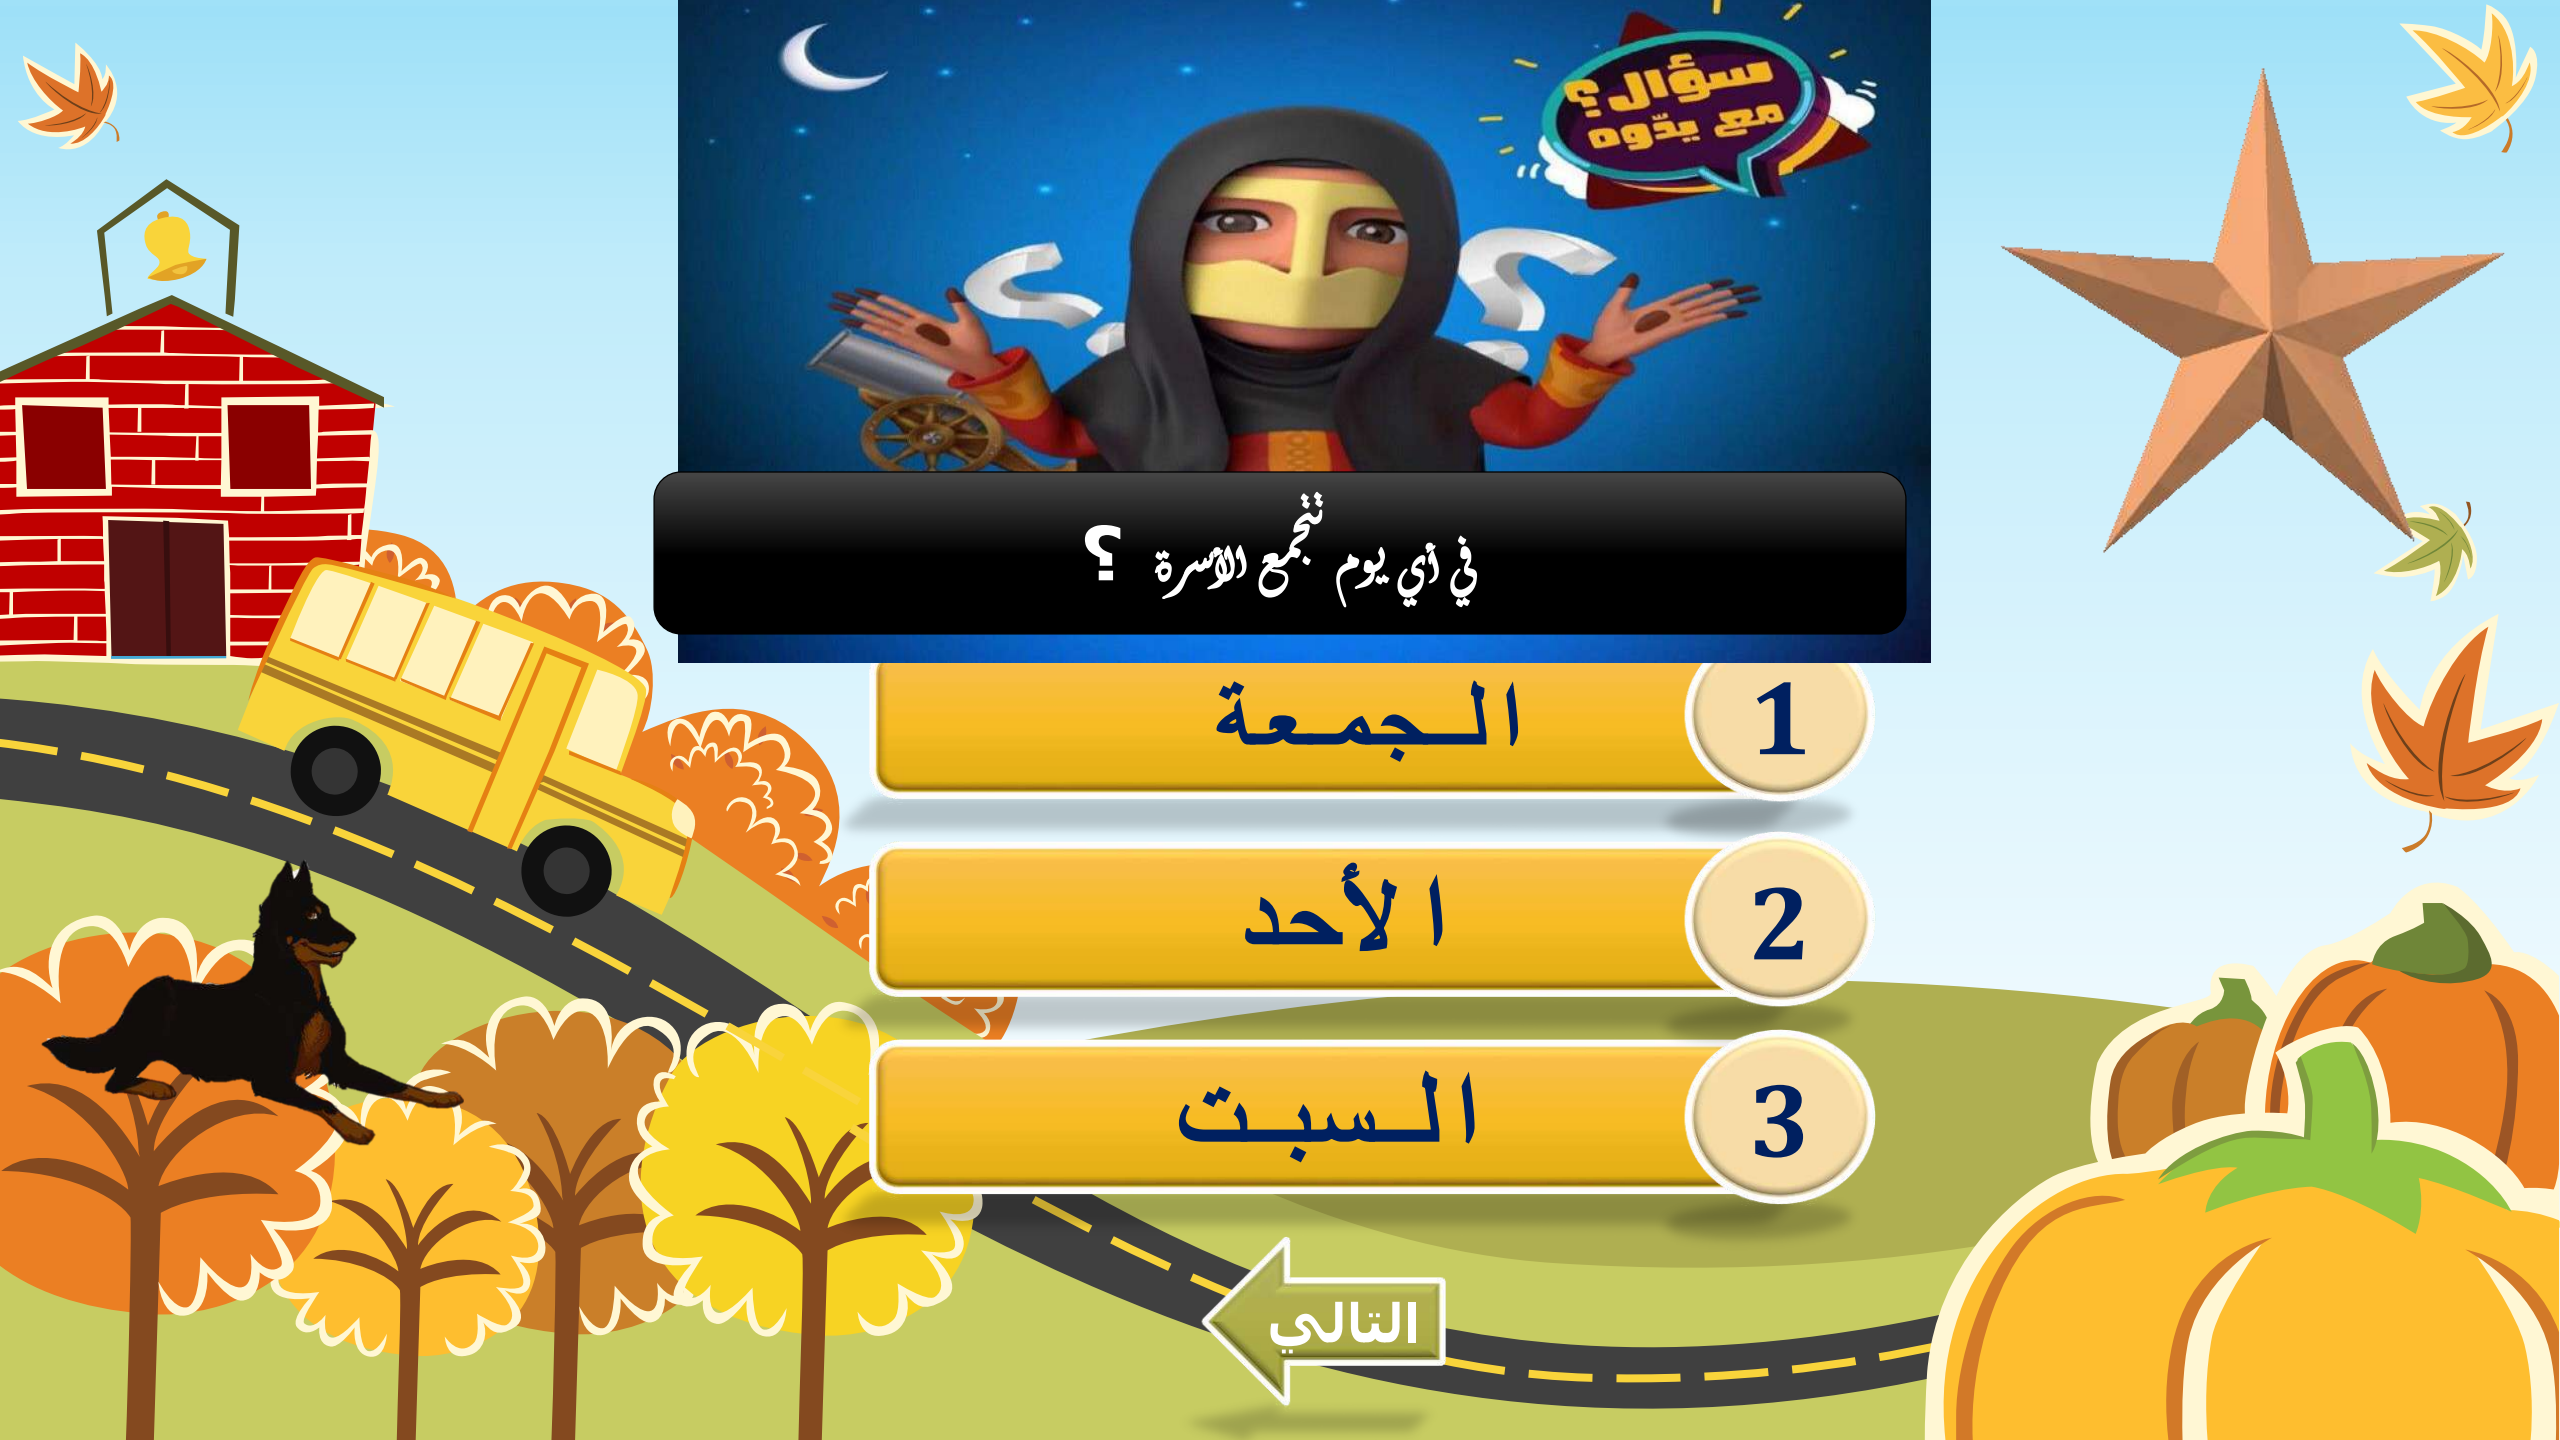 سؤال؟
مع يدّوه
في أي يوم تتجمع الأسرة ؟
1
الجمعة
2
الأحد
3
السبت
التالي